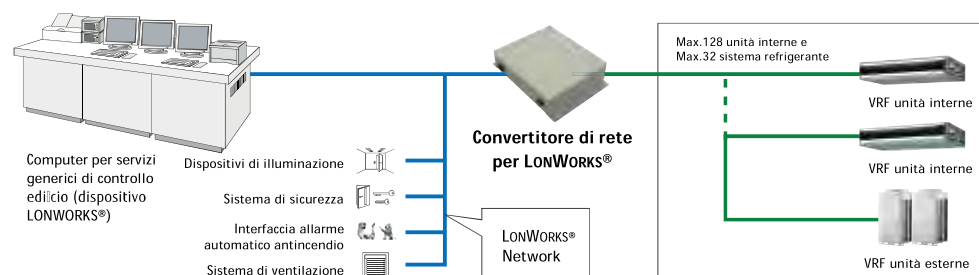 Max.128 unità interne e
Max.32 sistema refrigerante
VRF unità interne
Convertitore di rete
per LONWORKS®
Computer per servizi
generici di controllo
LONWORKS®)
Dispositivi di illuminazione
VRF unità interne
Sistema di sicurezza
Interfaccia allarme
automatico antincendio
LONWORKS®
Network
Sistema di ventilazione
VRF unità esterne
(dispositivo